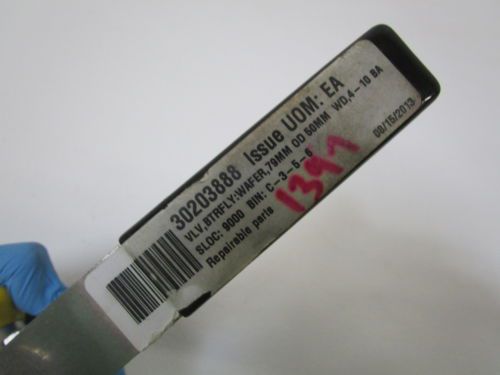 30203888 Issue UOM: EA
VLV,BTRFLY:WAFER,79MM OD 50MM WD,4-10 BA
SLOC: 9000 BIN: C-3-5-6
Repairable parts
08/15/2013
1399